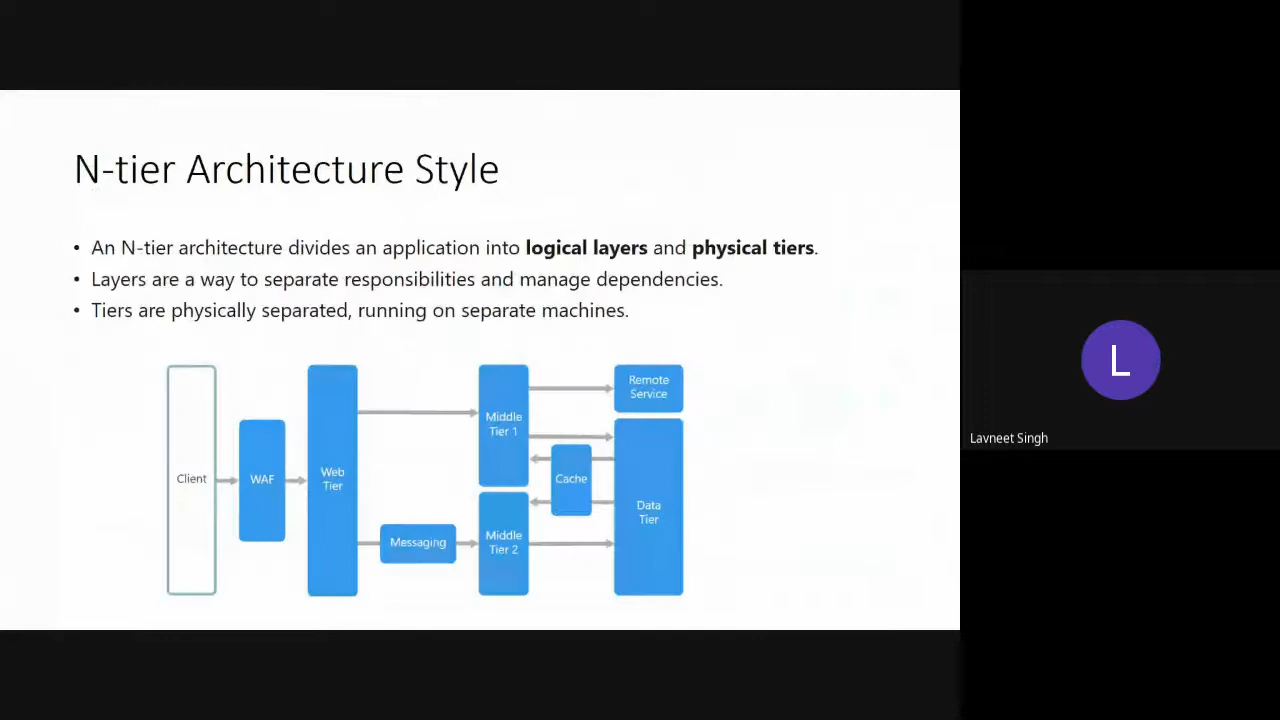 N-tier Architecture Style
• An N-tier architecture divides an application into logical layers and physical tiers.
• Layers are a way to separate responsibilities and manage dependencies.
• Tiers are physically separated, running on separate machines.
Client
WAF
Web
Tier
Messaging
Middle
Tier 1
Middle
Tier 2
Cache
Remote
Service
Data
Tier
L
Lavneet Singh